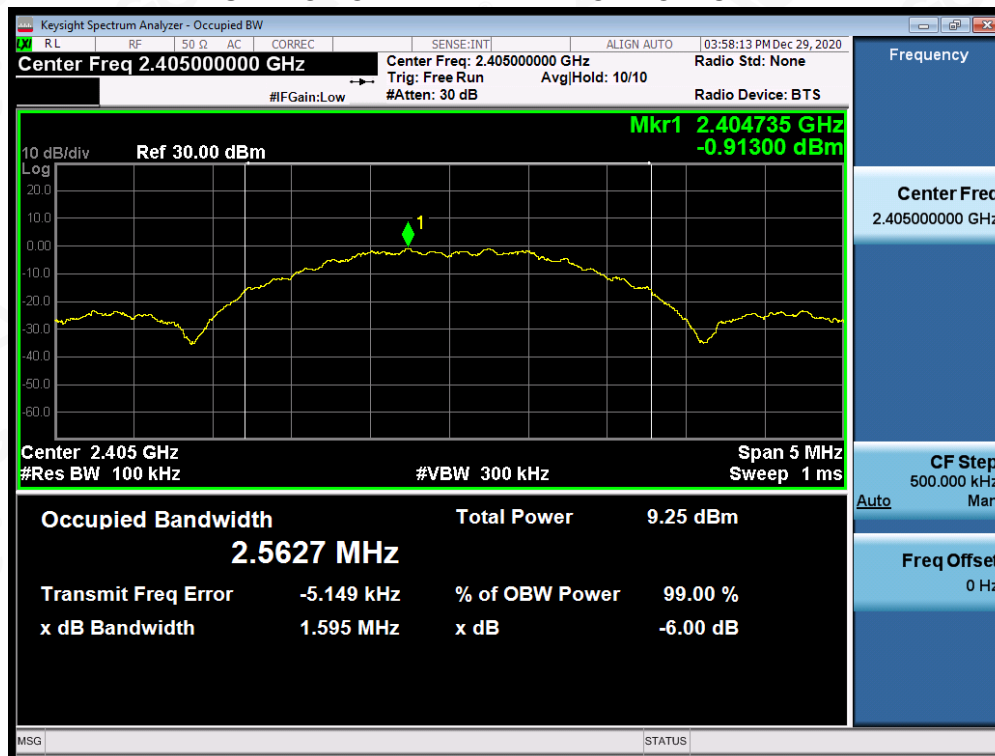 Keysight Spectrum Analyzer - Occupied BW
LXI RL RF 50 Ω AC CORREC SENSE:INT ALIGN AUTO 03:58:13 PM Dec 29, 2020
Center Freq 2.405000000 GHz
Center Freq: 2.405000000 GHz Radio Std: None
Trig: Free Run Avg|Hold: 10/10
#IFGain:Low #Atten: 30 dB Radio Device: BTS
Mkr1 2.404735 GHz
-0.91300 dBm
10 dB/div Ref 30.00 dBm
Log
20.0
10.0
1
0.00
-10.0
-20.0
-30.0
-40.0
-50.0
-60.0
Center 2.405 GHz Span 5 MHz
#Res BW 100 kHz #VBW 300 kHz Sweep 1 ms
Occupied Bandwidth Total Power 9.25 dBm
2.5627 MHz
Transmit Freq Error -5.149 kHz % of OBW Power 99.00 %
x dB Bandwidth 1.595 MHz x dB -6.00 dB
MSG STATUS
Frequency
Center Freq
2.405000000 GHz
CF Step
500.000 kHz
Auto Man
Freq Offset
0 Hz